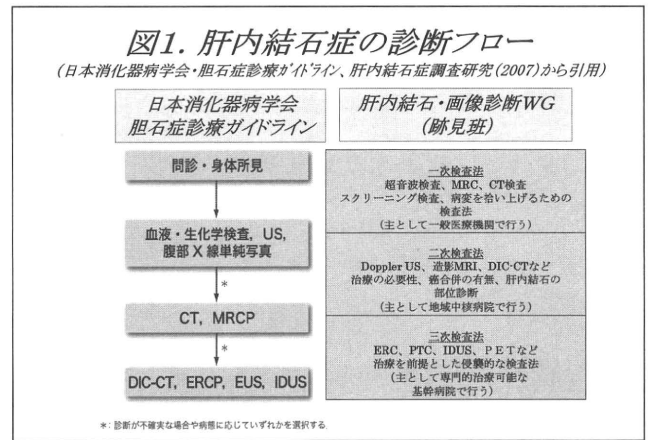 図1. 肝内結石症の診断フロー
(日本消化器病学会・胆石症診療ガイドライン、肝内結石症調査研究(2007)から引用)
日本消化器病学会
胆石症診療ガイドライン
問診・身体所見
血液・生化学検査, US,
腹部X線単純写真
*
CT, MRCP
*
DIC-CT, ERCP, EUS, IDUS
肝内結石・画像診断WG
(跡見班)
一次検査法
超音波検査、MRC、CT検査
スクリーニング検査、病変を拾い上げるための
検査法
(主として一般医療機関で行う)
二次検査法
Doppler US、造影MRI、DIC-CTなど
治療の必要性、癌合併の有無、肝内結石の
部位診断
(主として地域中核病院で行う)
三次検査法
ERC、PTC、IDUS、PETなど
治療を前提とした侵襲的な検査法
(主として専門的治療可能な
基幹病院で行う)
*: 診断が不確実な場合や病態に応じていずれかを選択する.